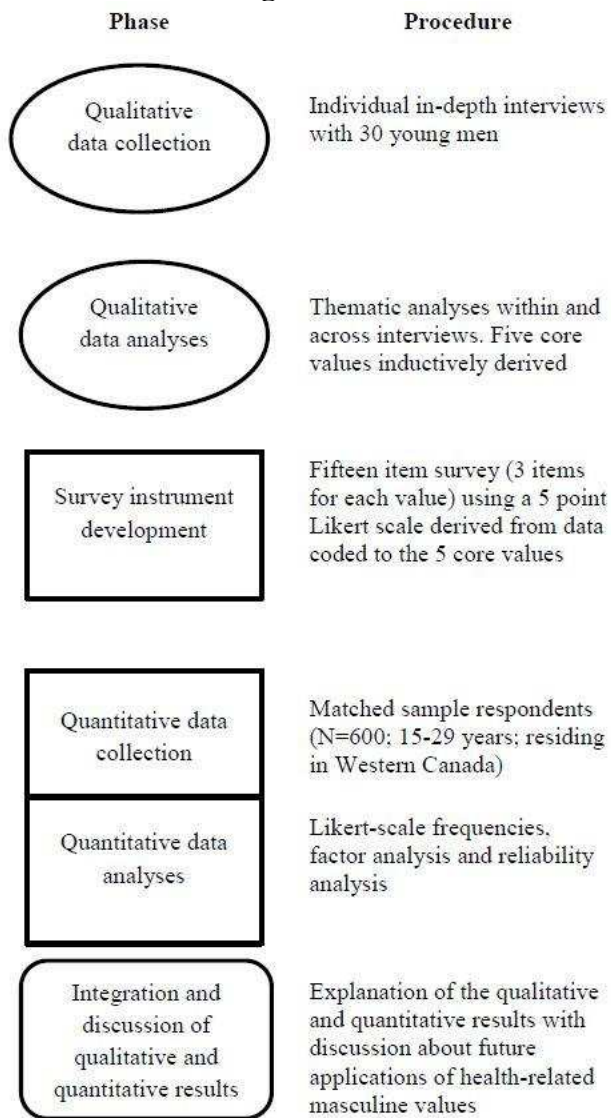 Phase Procedure
Qualitative
data collection
Individual in-depth interviews
with 30 young men
Qualitative
data analyses
Thematic analyses within and
across interviews. Five core
values inductively derived
Survey instrument
development
Fifteen item survey (3 items
for each value) using a 5 point
Likert scale derived from data
coded to the 5 core values
Quantitative data
collection
Matched sample respondents
(N=600; 15-29 years; residing
in Western Canada)
Quantitative data
analyses
Likert-scale frequencies,
factor analysis and reliability
analysis
Integration and
discussion of
qualitative and
quantitative results
Explanation of the qualitative
and quantitative results with
discussion about future
applications of health-related
masculine values